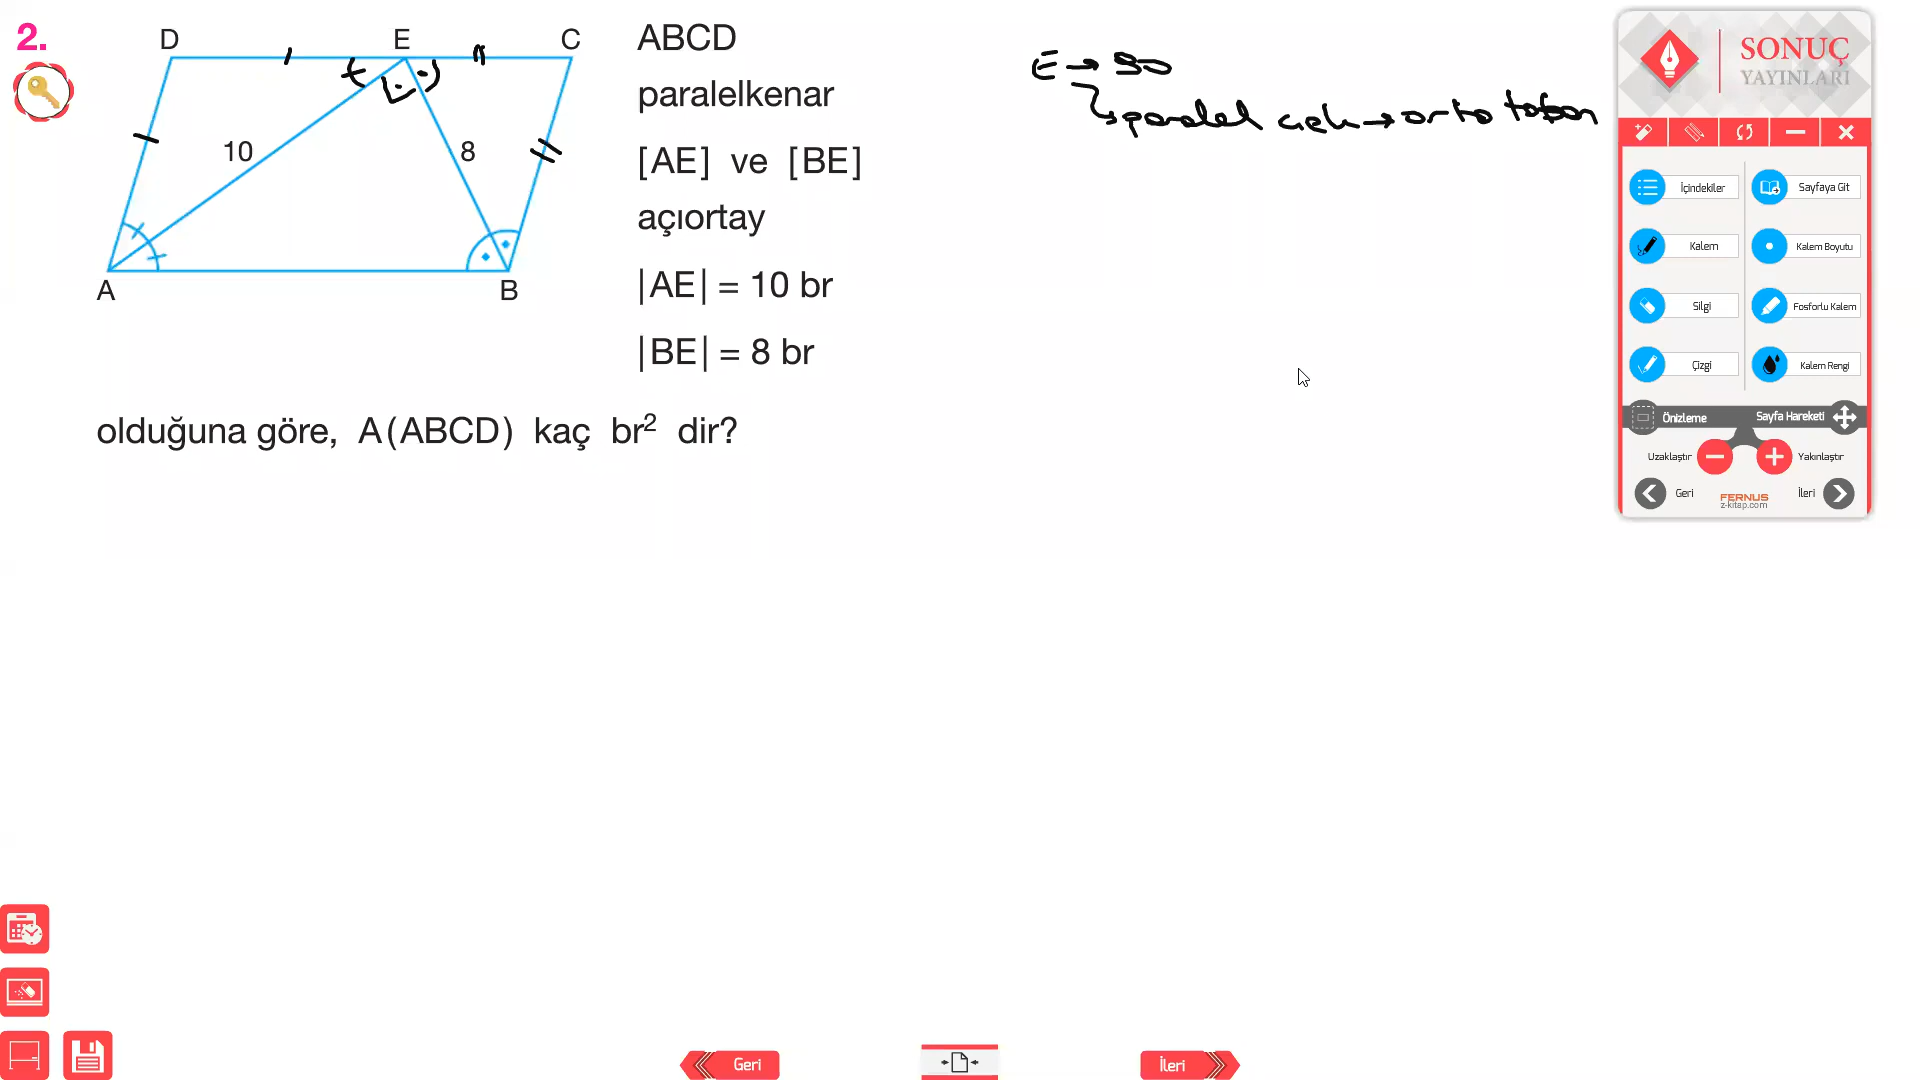 2.
D E C
10
8
A B
ABCD
paralelkenar
[AE] ve [BE]
açıortay
|AE| = 10 br
|BE| = 8 br
olduğuna göre, A(ABCD) kaç br² dir?
E → 90
paralel çek → orta taban
SONUÇ
YAYINLARI
İçindekiler
Sayfaya Git
Kalem
Kalem Boyutu
Silgi
Fosforlu Kalem
Çizgi
Kalem Rengi
Önizleme
Sayfa Hareketi
Uzaklaştır
Yakınlaştır
Geri
FERNUS
z-kitap.com
İleri
Geri
İleri